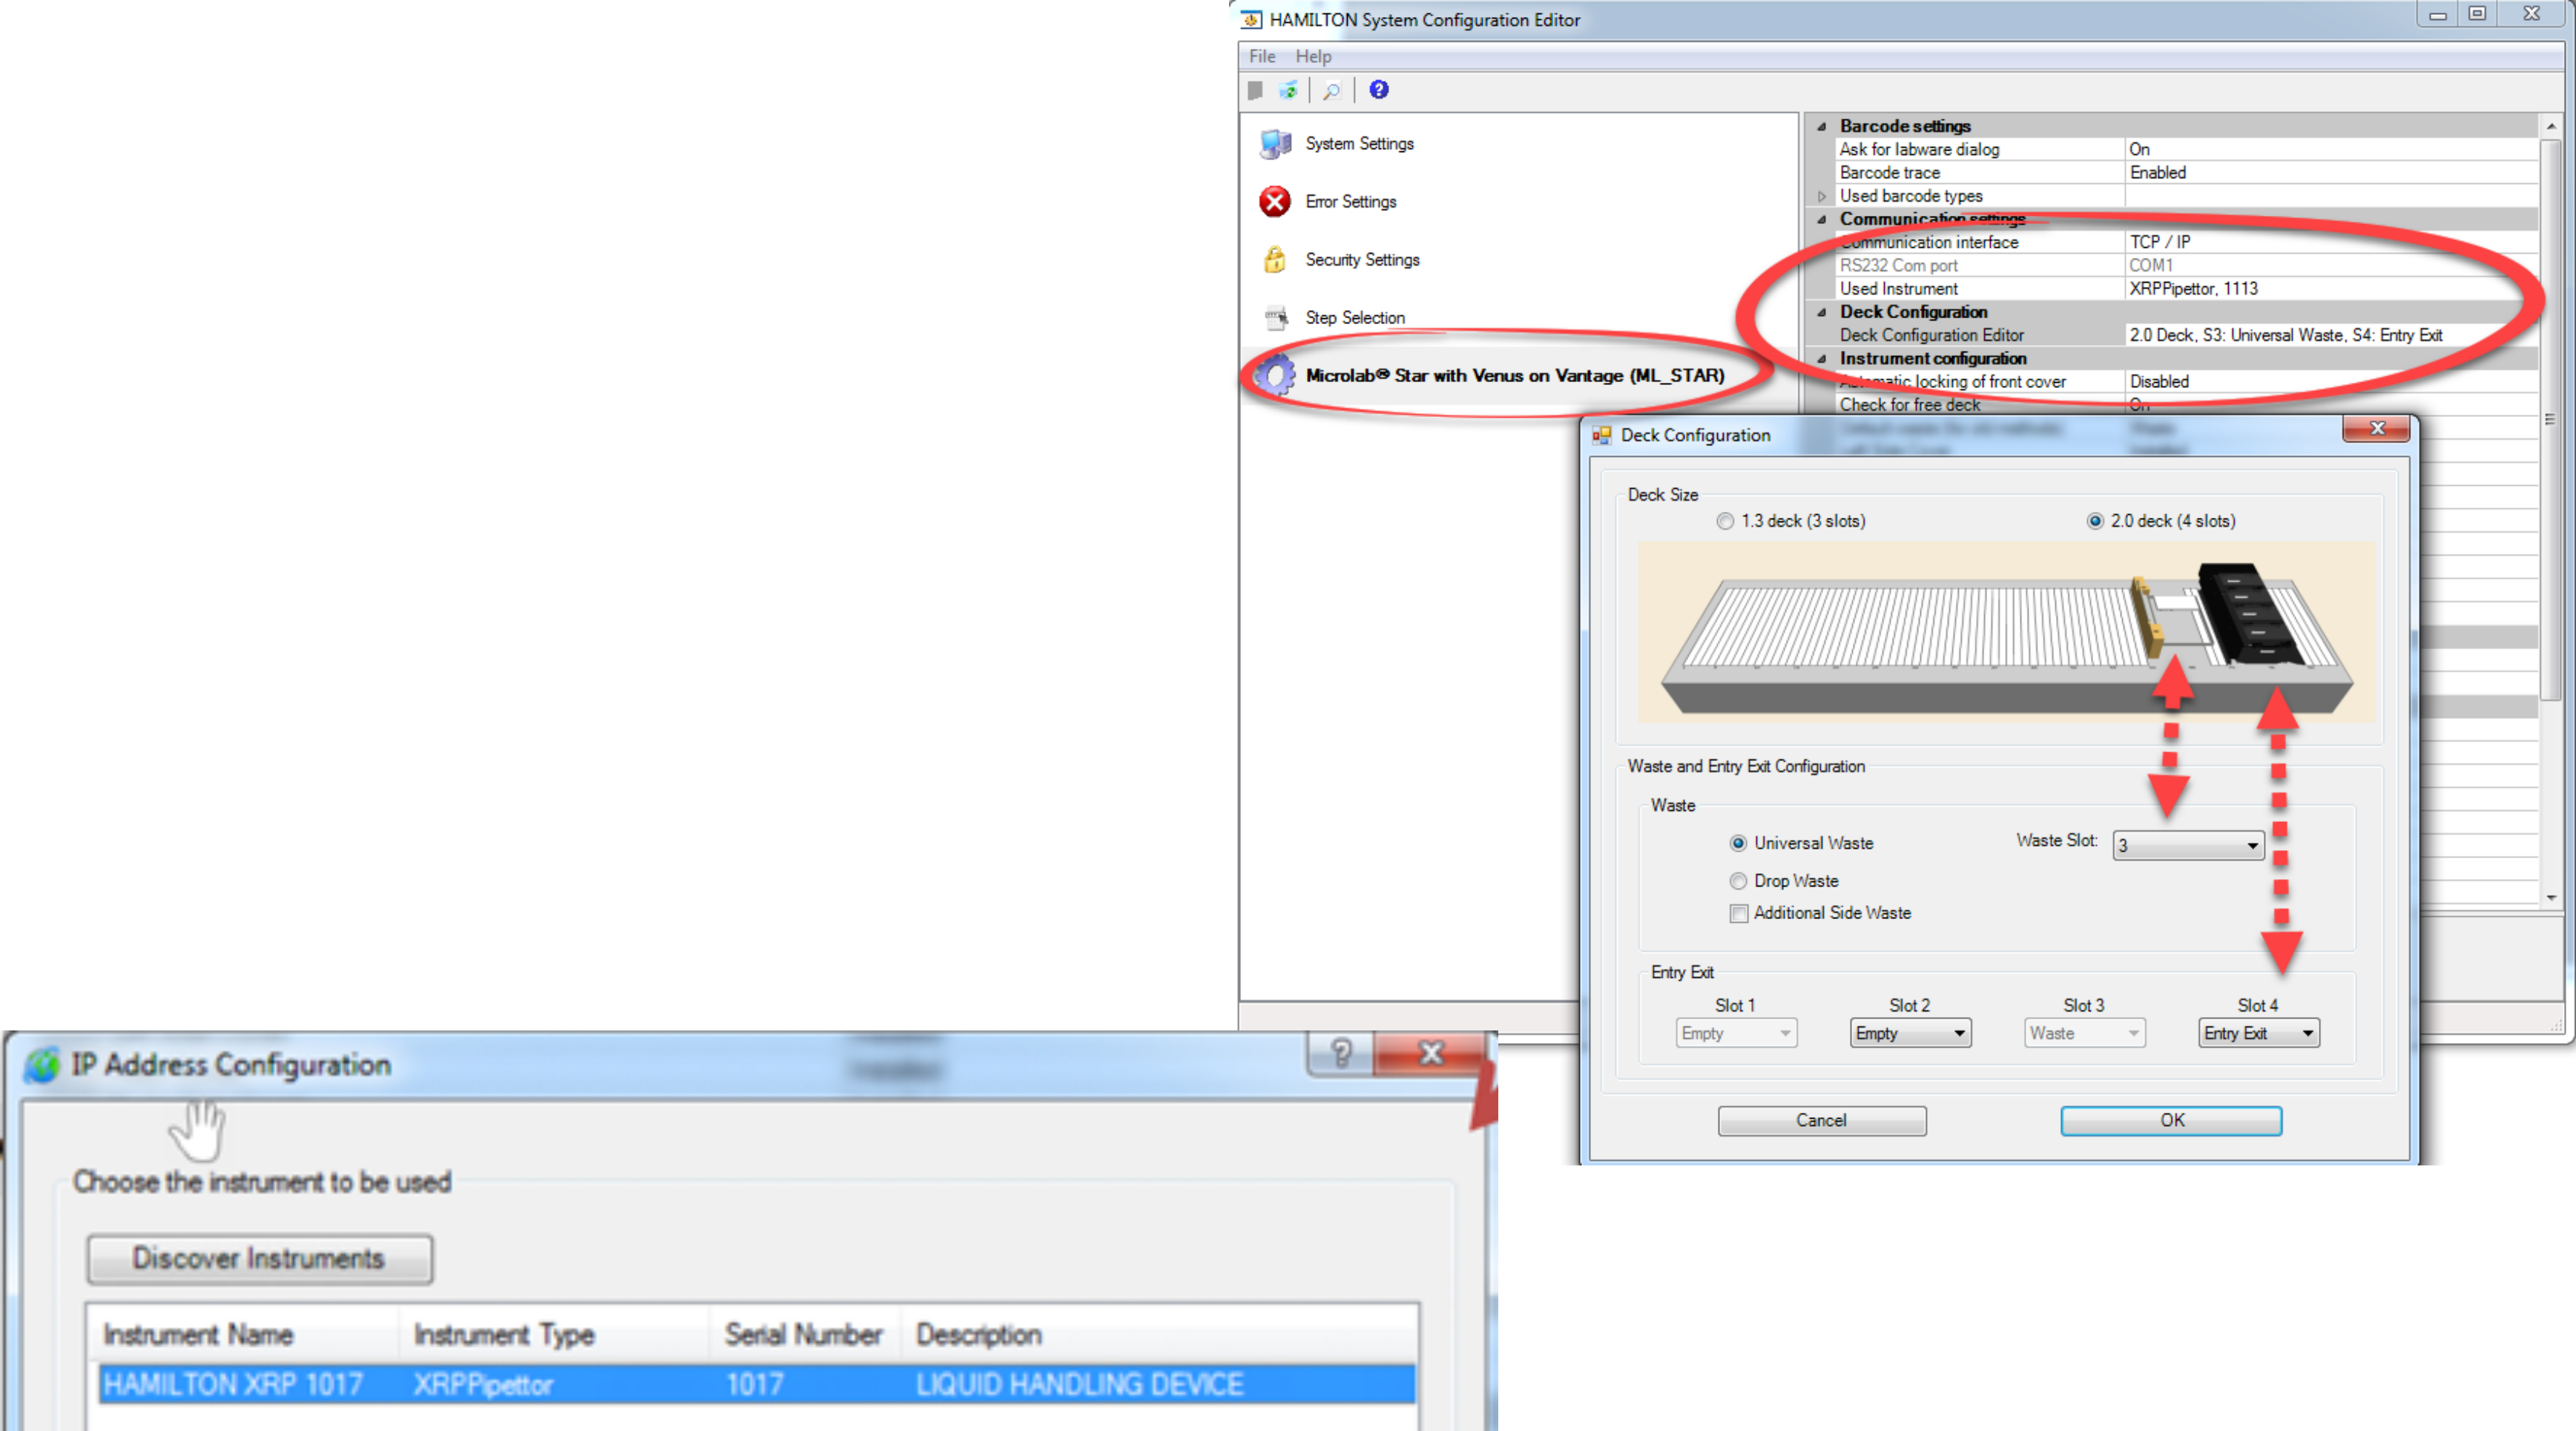 HAMILTON System Configuration Editor
File Help
System Settings
Error Settings
Security Settings
Step Selection
Microlab® Star with Venus on Vantage (ML_STAR)
Barcode settings
Ask for labware dialog On
Barcode trace Enabled
Used barcode types
Communication settings
Communication interface TCP / IP
RS232 Com port COM1
Used Instrument XRPPipettor, 1113
Deck Configuration
Deck Configuration Editor 2.0 Deck, S3: Universal Waste, S4: Entry Exit
Instrument configuration
Automatic locking of front cover Disabled
Check for free deck On
Deck Configuration
Deck Size
1.3 deck (3 slots) 2.0 deck (4 slots)
Waste and Entry Exit Configuration
Waste
Universal Waste Waste Slot: 3
Drop Waste
Additional Side Waste
Entry Exit
Slot 1 Slot 2 Slot 3 Slot 4
Empty Empty Waste Entry Exit
Cancel OK
IP Address Configuration
Choose the instrument to be used
Discover Instruments
Instrument Name Instrument Type Serial Number Description
HAMILTON XRP 1017 XRPPipettor 1017 LIQUID HANDLING DEVICE